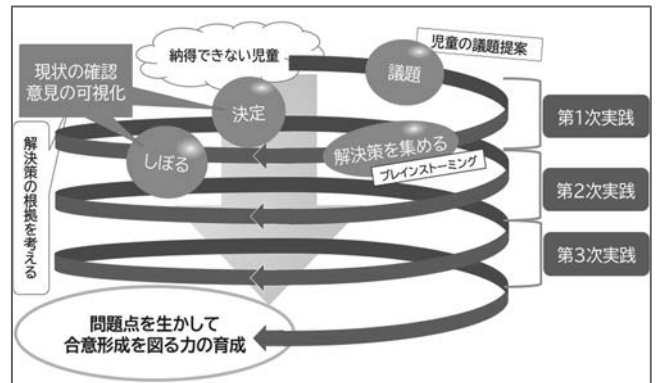 納得できない児童
児童の議題提案
議題
現状の確認
意見の可視化
決定
第1次実践
しぼる
解決策を集める
ブレインストーミング
解決策の根拠を考える
第2次実践
第3次実践
問題点を生かして
合意形成を図る力の育成